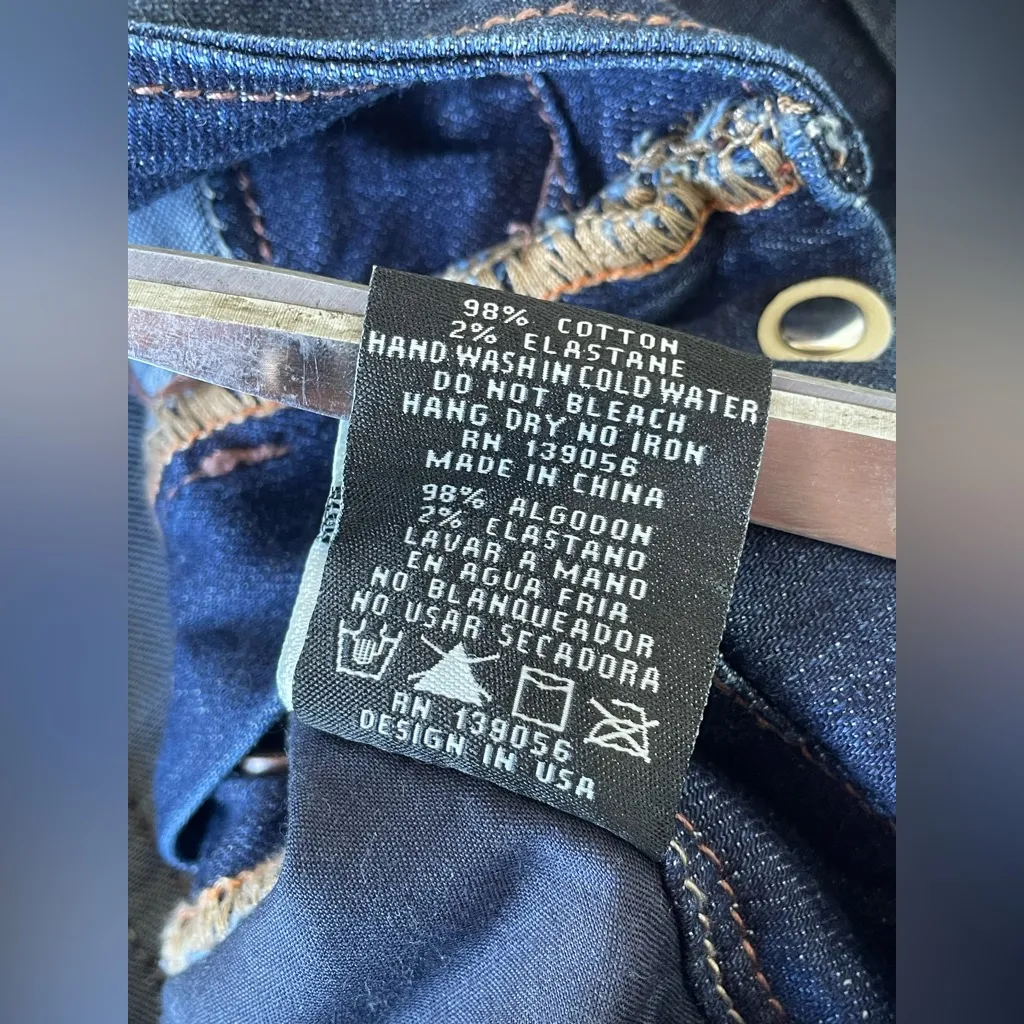 98% COTTON
2% ELASTANE
HAND WASH IN COLD WATER
DO NOT BLEACH
HANG DRY NO IRON
RN 139056
MADE IN CHINA
98% ALGODON
2% ELASTANO
LAVAR A MANO
EN AGUA FRIA
NO BLANQUEADOR
NO USAR SECADORA
RN 139056
DESIGN IN USA